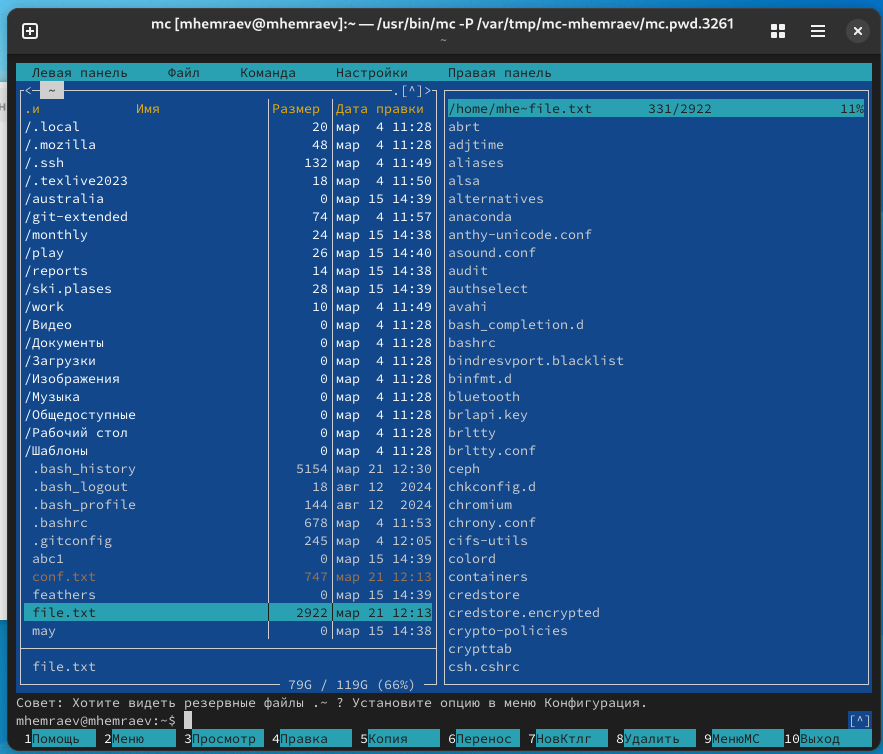 mc [mhemraev@mhemraev]:~ — /usr/bin/mc -P /var/tmp/mc-mhemraev/mc.pwd.3261
~
Левая панель Файл Команда Настройки Правая панель
<- ~ .[^]>
.и Имя Размер Дата правки
/.local 20 мар 4 11:28
/.mozilla 48 мар 4 11:28
/.ssh 132 мар 4 11:49
/.texlive2023 18 мар 4 11:50
/australia 0 мар 15 14:39
/git-extended 74 мар 4 11:57
/monthly 24 мар 15 14:38
/play 26 мар 15 14:40
/reports 14 мар 15 14:38
/ski.plases 28 мар 15 14:39
/work 10 мар 4 11:49
/Видео 0 мар 4 11:28
/Документы 0 мар 4 11:28
/Загрузки 0 мар 4 11:28
/Изображения 0 мар 4 11:28
/Музыка 0 мар 4 11:28
/Общедоступные 0 мар 4 11:28
/Рабочий стол 0 мар 4 11:28
/Шаблоны 0 мар 4 11:28
.bash_history 5154 мар 21 12:30
.bash_logout 18 авг 12 2024
.bash_profile 144 авг 12 2024
.bashrc 678 мар 4 11:53
.gitconfig 245 мар 4 12:05
abc1 0 мар 15 14:39
conf.txt 747 мар 21 12:13
feathers 0 мар 15 14:39
file.txt 2922 мар 21 12:13
may 0 мар 15 14:38
file.txt
79G / 119G (66%)
/home/mhe~file.txt 331/2922 11%
abrt
adjtime
aliases
alsa
alternatives
anaconda
anthy-unicode.conf
asound.conf
audit
authselect
avahi
bash_completion.d
bashrc
bindresvport.blacklist
binfmt.d
bluetooth
brlapi.key
brltty
brltty.conf
ceph
chkconfig.d
chromium
chrony.conf
cifs-utils
colord
containers
credstore
credstore.encrypted
crypto-policies
crypttab
csh.cshrc
Совет: Хотите видеть резервные файлы .~ ? Установите опцию в меню Конфигурация.
mhemraev@mhemraev:~$ [^]
1Помощь 2Меню 3Просмотр 4Правка 5Копия 6Перенос 7НовКтлг 8Удалить 9МенюМС 10Выход